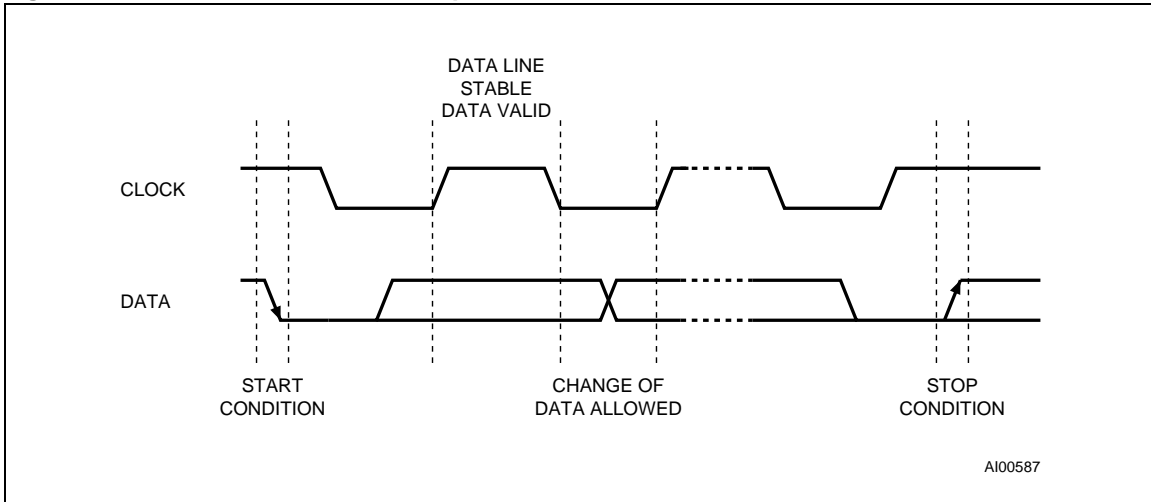 DATA LINE
STABLE
DATA VALID
CLOCK
DATA
START
CONDITION
CHANGE OF
DATA ALLOWED
STOP
CONDITION
AI00587